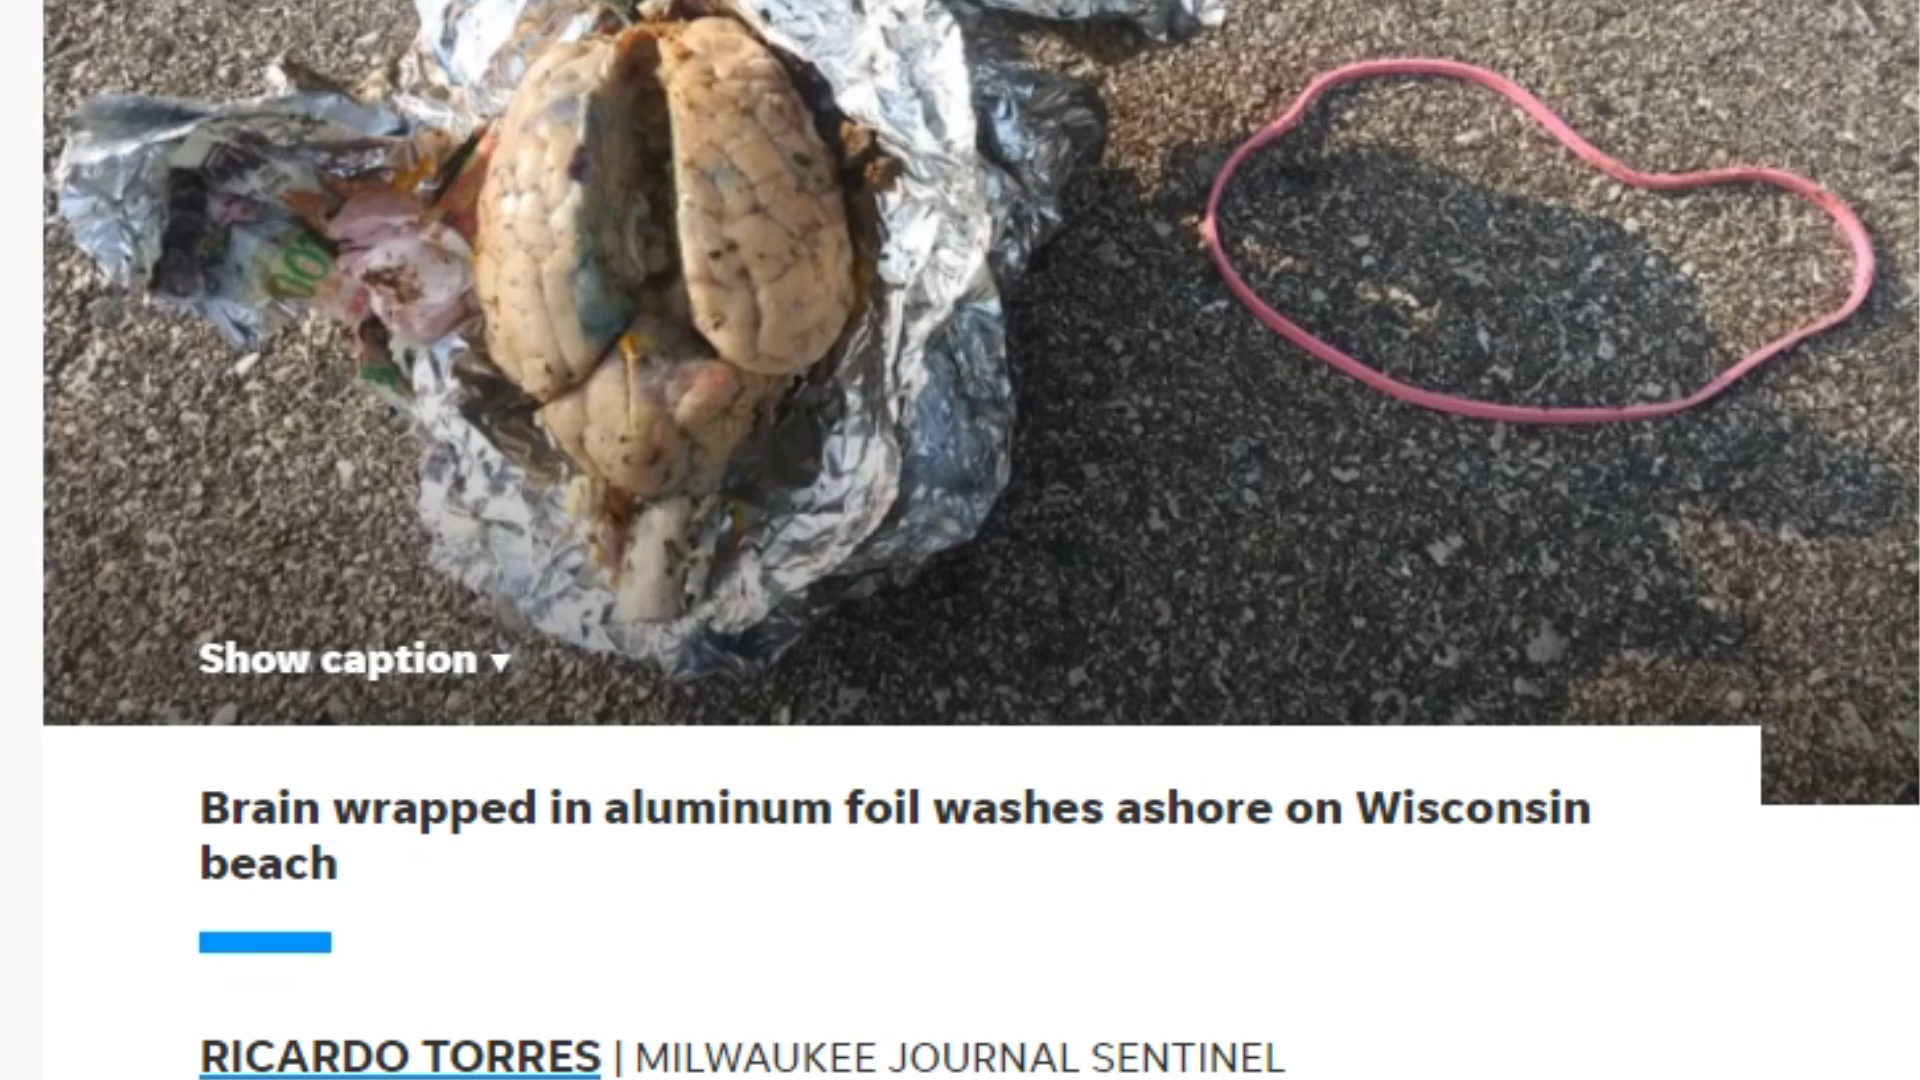 Show caption ▼
Brain wrapped in aluminum foil washes ashore on Wisconsin
beach
RICARDO TORRES | MILWAUKEE JOURNAL SENTINEL